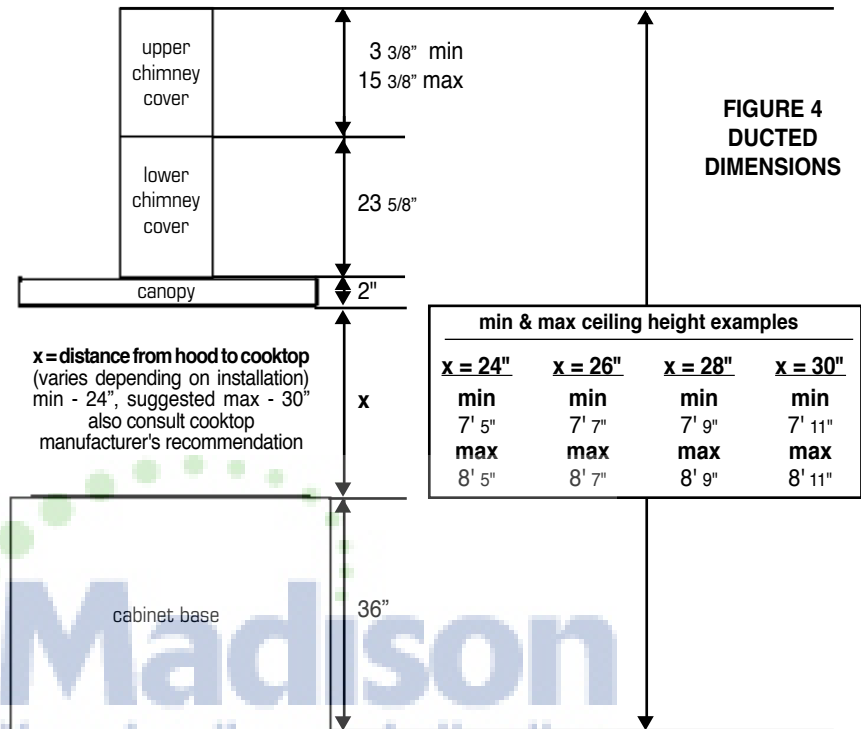 upper
chimney
cover
3 3/8” min
15 3/8” max
FIGURE 4
DUCTED
DIMENSIONS
lower
chimney
cover
23 5/8”
canopy
2"
x = distance from hood to cooktop
(varies depending on installation)
min - 24”, suggested max - 30”
also consult cooktop
manufacturer's recommendation
x
min & max ceiling height examples
x = 24" x = 26" x = 28" x = 30"
min min min min
7' 5" 7' 7" 7' 9" 7' 11"
max max max max
8' 5" 8' 7" 8' 9" 8' 11"
cabinet base
36”
Madison